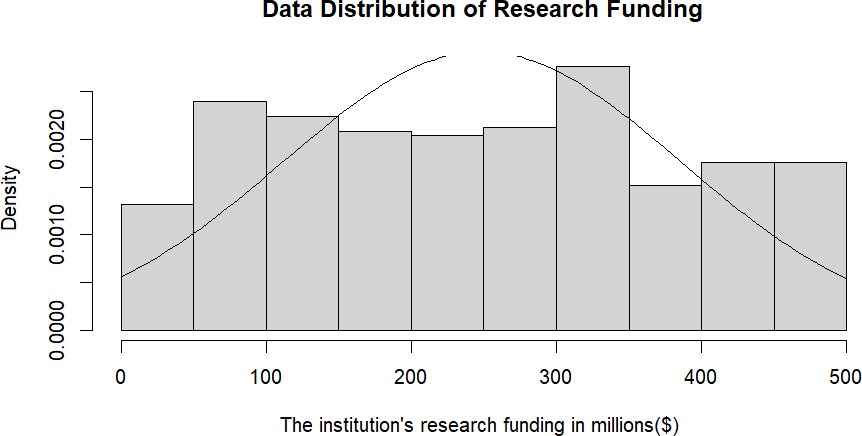 Data Distribution of Research Funding
Density
0.0020
0.0010
0.0000
0 100 200 300 400 500
The institution's research funding in millions($)